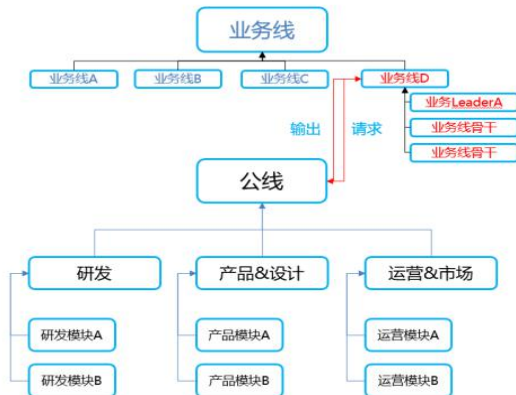 业务线
业务线A
业务线B
业务线C
业务线D
业务LeaderA
业务线骨干
业务线骨干
输出
请求
公线
研发
产品&设计
运营&市场
研发模块A
产品模块A
运营模块A
研发模块B
产品模块B
运营模块B